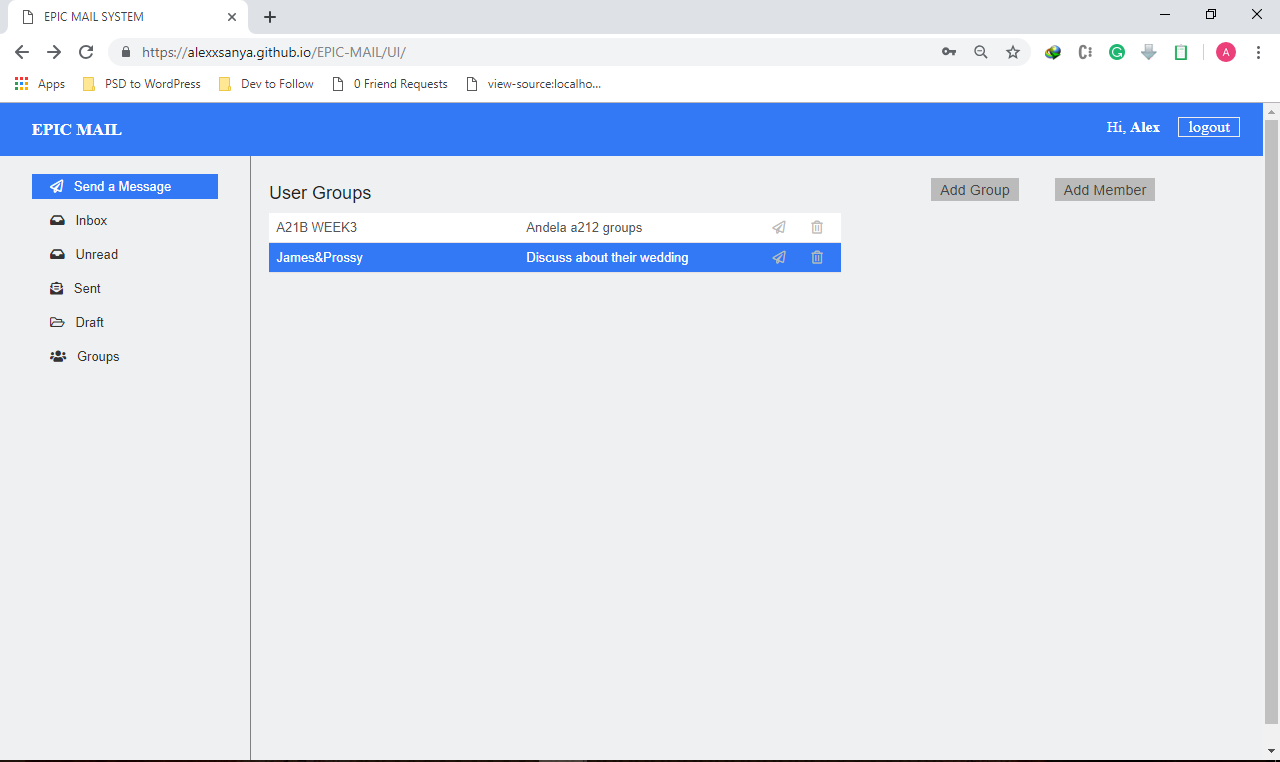 EPIC MAIL SYSTEM
https://alexxsanya.github.io/EPIC-MAIL/UI/
A
Apps PSD to WordPress Dev to Follow 0 Friend Requests view-source:localho...
EPIC MAIL
Hi, Alex logout
Send a Message
Inbox
Unread
Sent
Draft
Groups
User Groups
Add Group Add Member
A21B WEEK3 Andela a212 groups
James&Prossy Discuss about their wedding